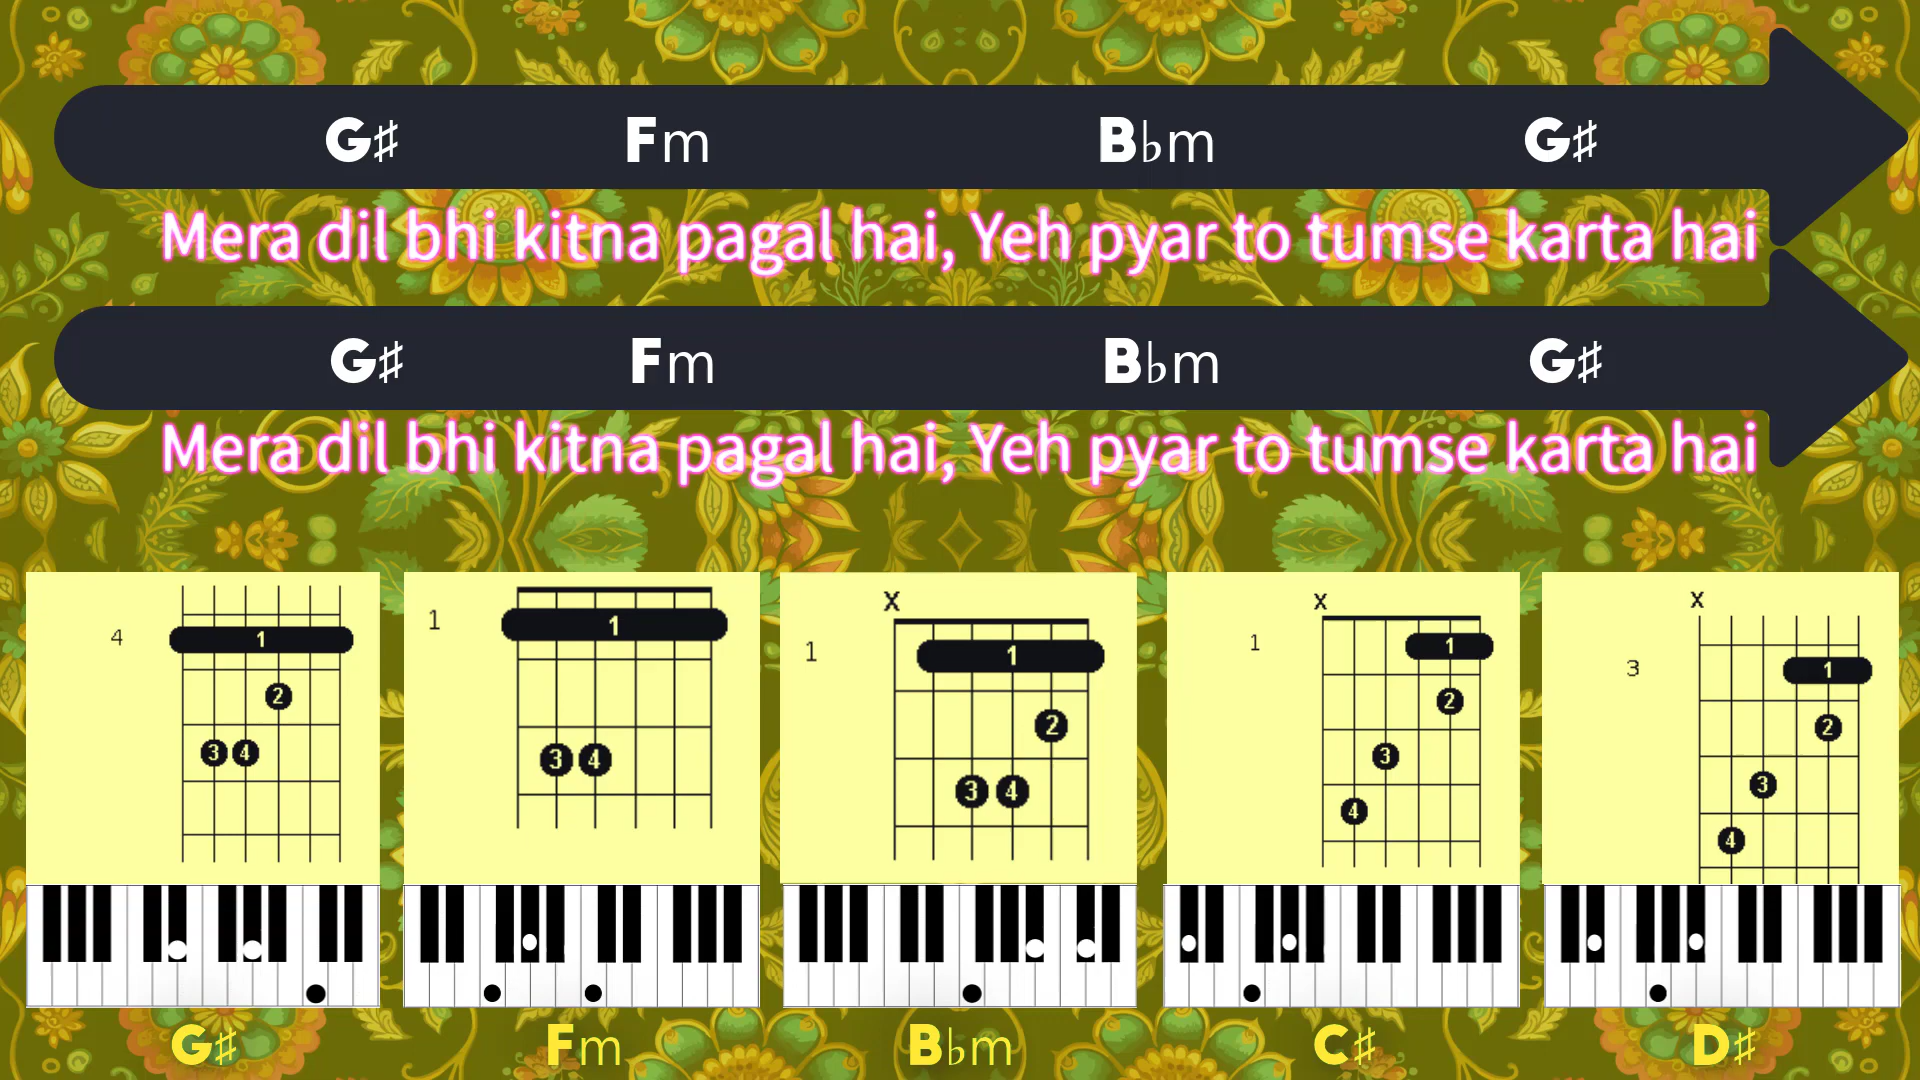 G♯ Fm B♭m G♯
Mera dil bhi kitna pagal hai, Yeh pyar to tumse karta hai
G♯ Fm B♭m G♯
Mera dil bhi kitna pagal hai, Yeh pyar to tumse karta hai
4 1 2 3 4
1 1 3 4
X 1 1 2 3 4
X 1 1 2 3 4
X 3 1 2 3 4
G♯ Fm B♭m C♯ D♯